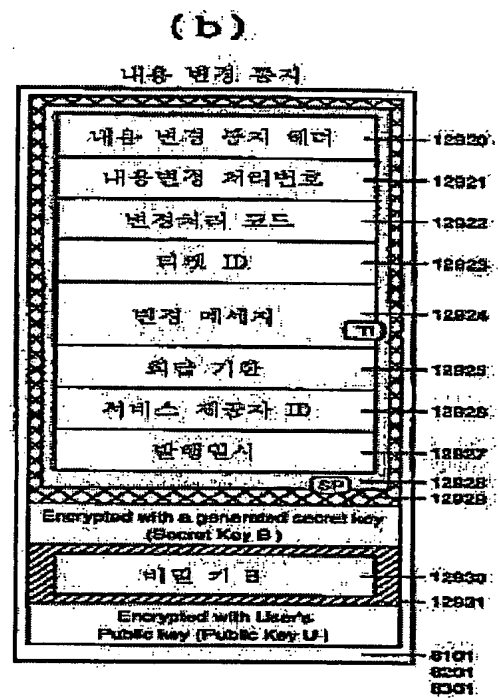 (b)
내용 변경 통지
내용 변경 통지 헤더 12920
내용변경 처리번호 12921
변경처리 코드 12922
티켓 ID 12923
변경 메세지 12924
TI
회답 기한 12925
서비스 제공자 ID 12926
발행일시 12927
SP 12928
12929
Encrypted with a generated secret key
(Secret Key B)
비밀 키 B 12930
12931
Encrypted with User's
Public key (Public Key U)
8101
8201
8301